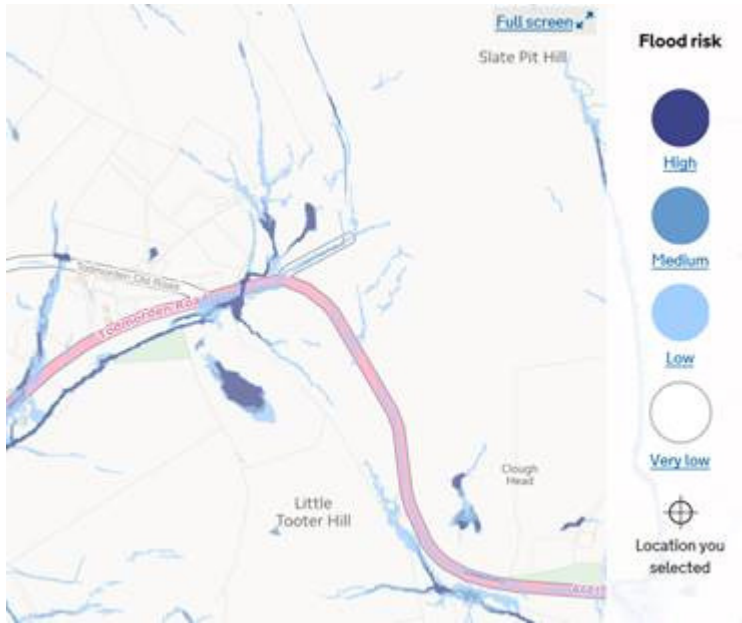 Full screen
Slate Pit Hill
Todmorden Old Road
Todmorden Road
Little
Tooter Hill
Clough
Head
Flood risk
High
Medium
Low
Very low
Location you
selected